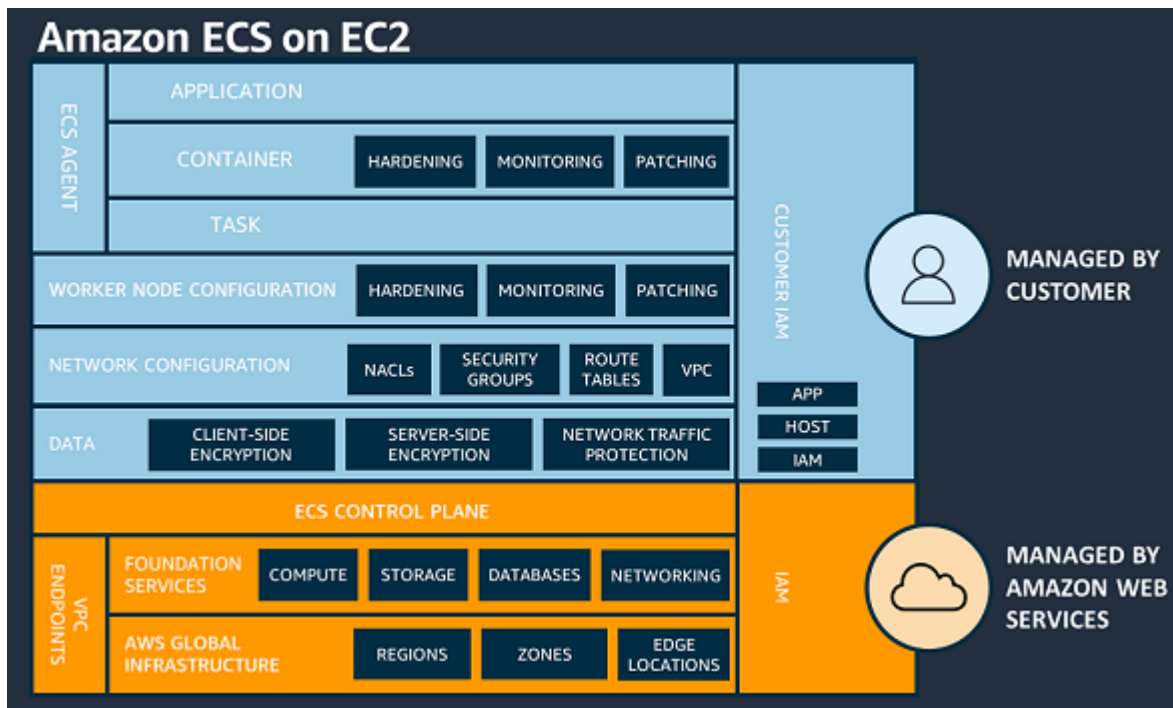 Amazon ECS on EC2
ECS AGENT
APPLICATION
CONTAINER
HARDENING
MONITORING
PATCHING
TASK
WORKER NODE CONFIGURATION
HARDENING
MONITORING
PATCHING
NETWORK CONFIGURATION
NACLs
SECURITY
GROUPS
ROUTE
TABLES
VPC
DATA
CLIENT-SIDE
ENCRYPTION
SERVER-SIDE
ENCRYPTION
NETWORK TRAFFIC
PROTECTION
CUSTOMER IAM
APP
HOST
IAM
MANAGED BY
CUSTOMER
ECS CONTROL PLANE
VPC
ENDPOINTS
FOUNDATION
SERVICES
COMPUTE
STORAGE
DATABASES
NETWORKING
AWS GLOBAL
INFRASTRUCTURE
REGIONS
ZONES
EDGE
LOCATIONS
IAM
MANAGED BY
AMAZON WEB
SERVICES